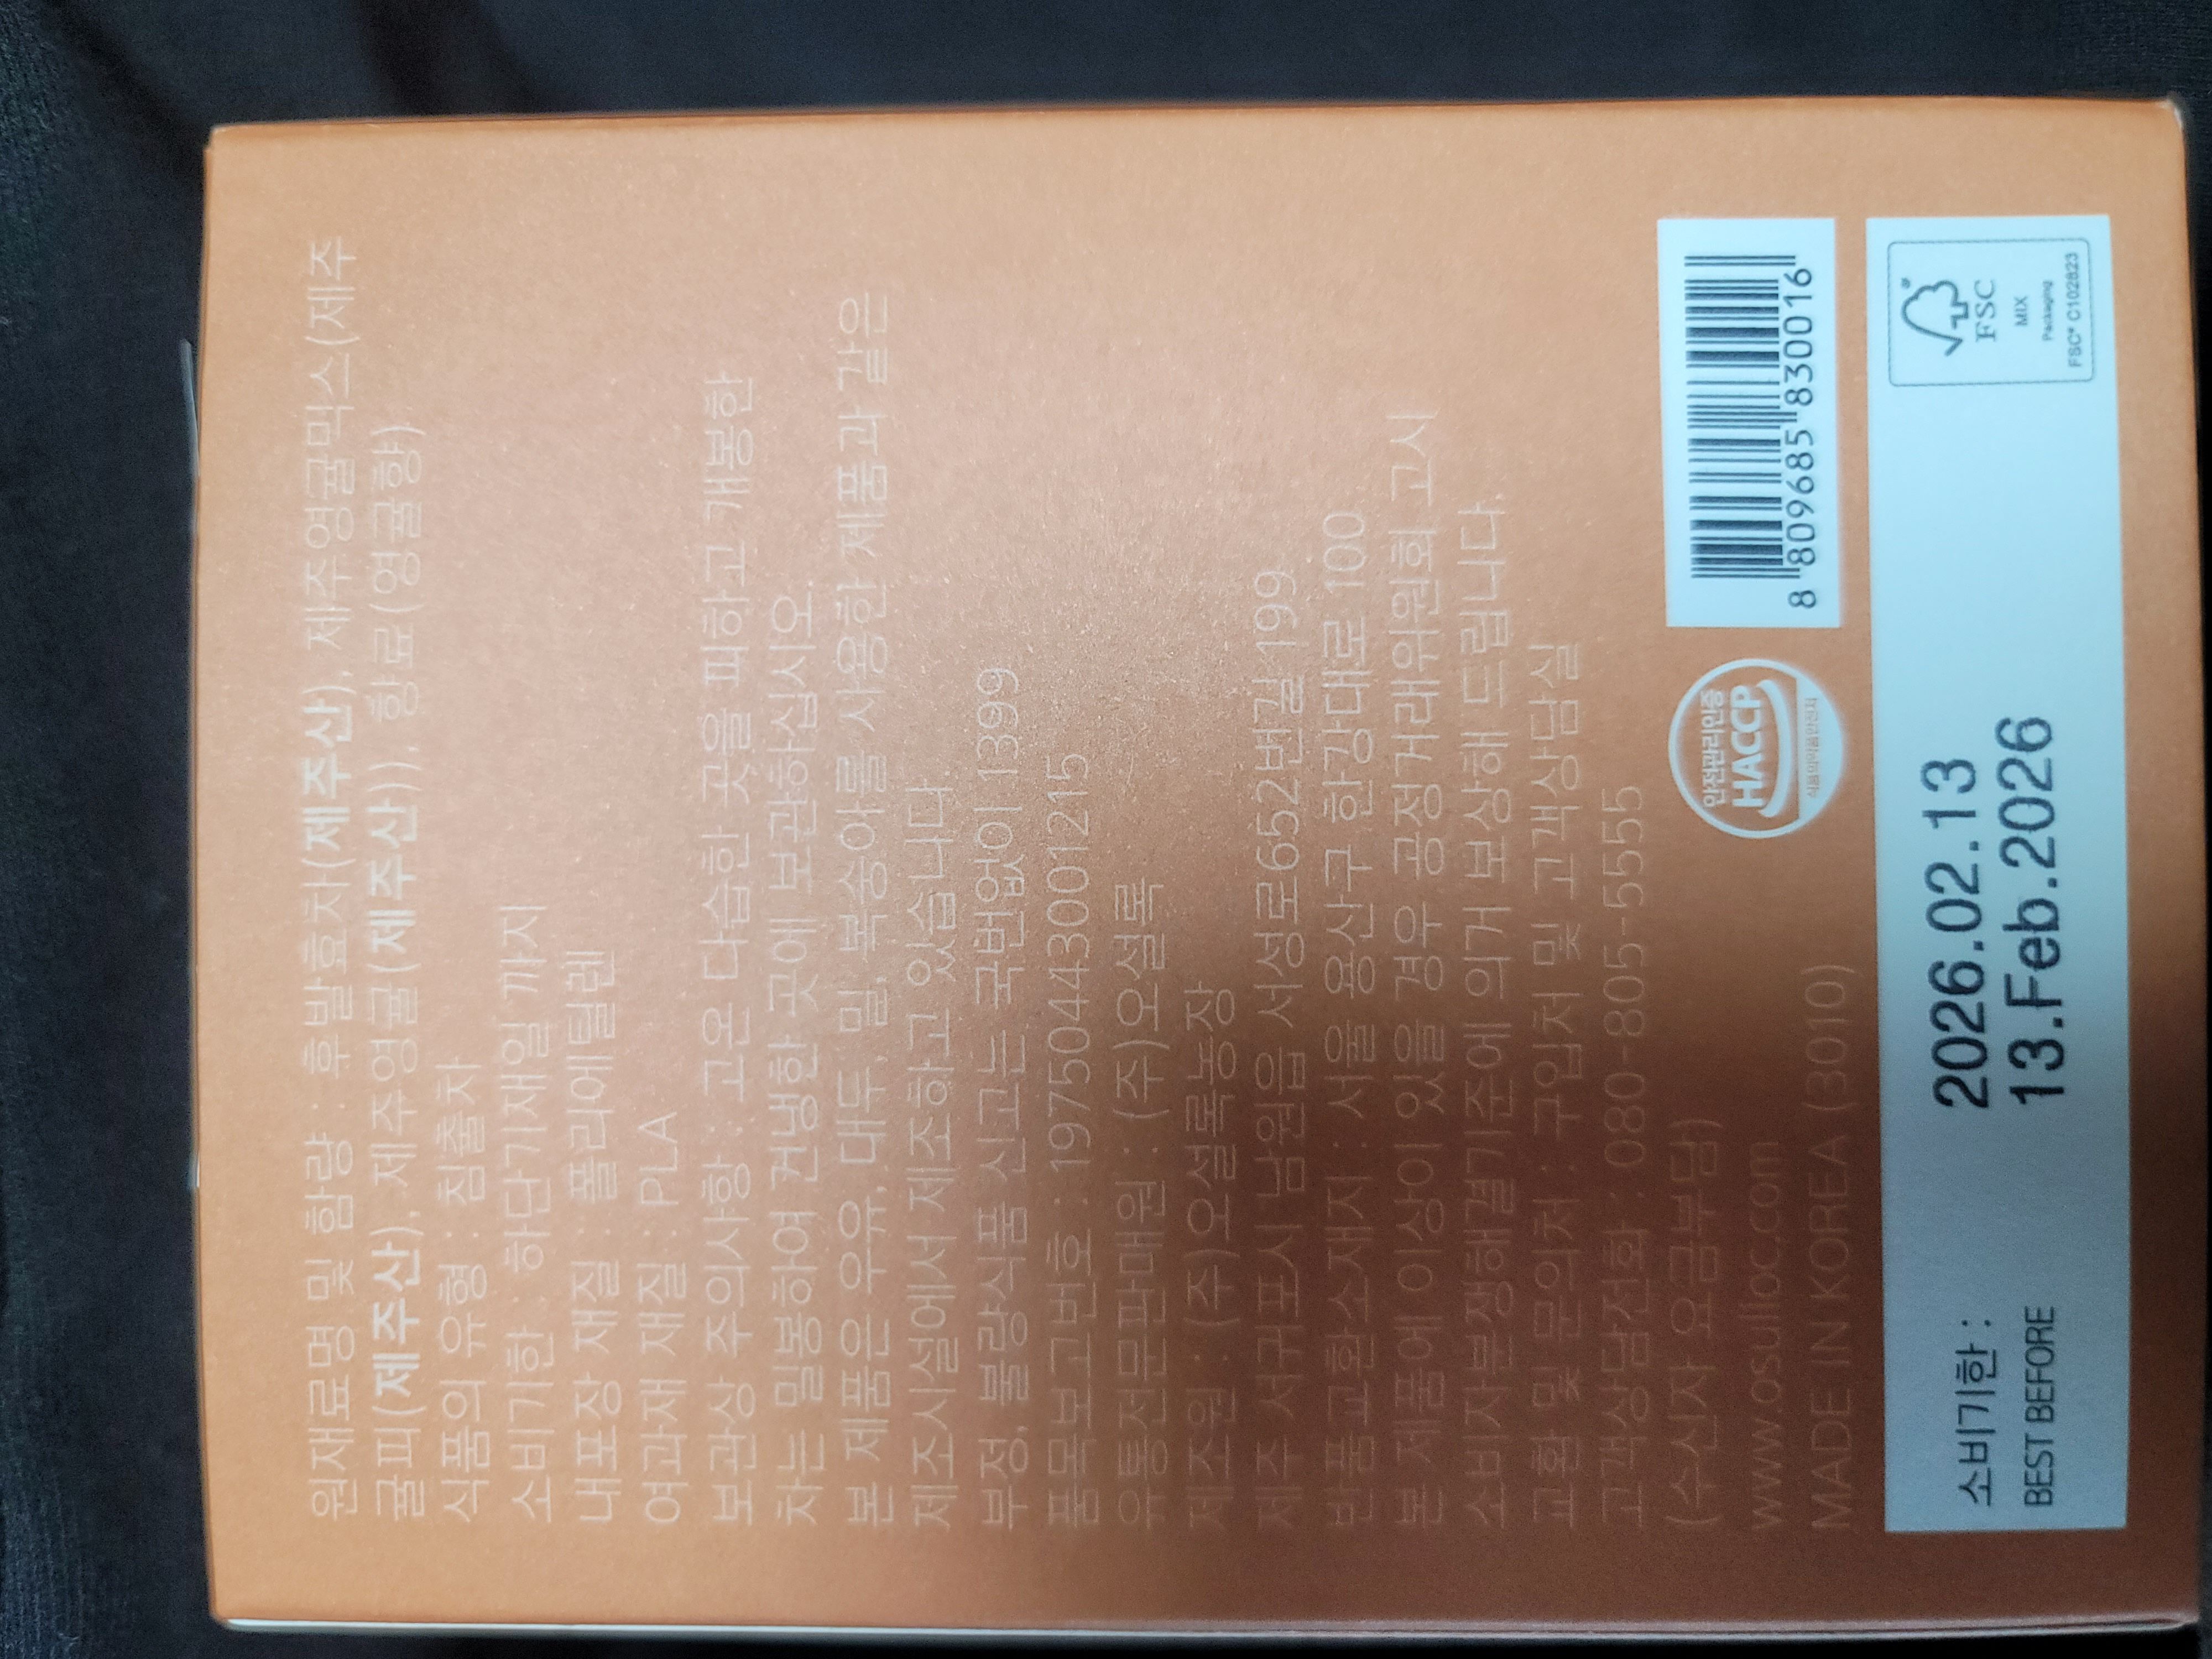 원재료명 및 함량 : 후발효차(제주산), 제주영귤믹스(제주
귤피(제주산), 제주영귤(제주산)), 향료(영귤향)
식품의 유형 : 침출차
소비기한 : 하단기재일 까지
내포장 재질 : 폴리에틸렌
여과재 재질 : PLA
보관상 주의사항 : 고온 다습한 곳을 피하고 개봉한
차는 밀봉하여 건냉한 곳에 보관하십시오.
본 제품은 우유, 대두, 밀, 복숭아를 사용한 제품과 같은
제조시설에서 제조하고 있습니다.
부정, 불량식품 신고는 국번없이 1399
품목보고번호 : 197504430012­15
유통전문판매원 : (주)오설록
제조원 : (주)오설록농장
제주 서귀포시 남원읍 서성로652번길 199
반품교환소재지 : 서울 용산구 한강대로 100
본 제품에 이상이 있을 경우 공정거래위원회 고시
소비자분쟁해결기준에 의거 보상해 드립니다.
교환 및 문의처 : 구입처 및 고객상담실
고객상담전화 : 080-805-5555
(수신자 요금부담)
www.osulloc.com
MADE IN KOREA (3010)
안전관리인증
HACCP
식품의약품안전처
8 809685 830016
소비기한 : 2026.02.13
BEST BEFORE 13.Feb.2026
FSC
MIX
Packaging
FSC® C102823